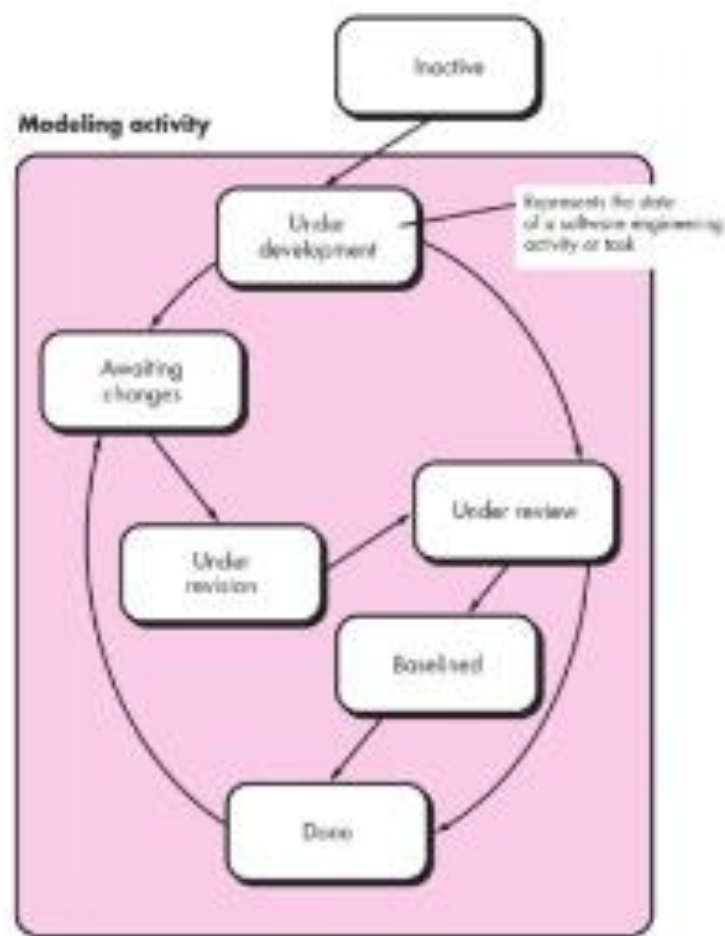 Inactive
Modeling activity
Under
development
Represents the state
of a software engineering
activity or task
Awaiting
changes
Under review
Under
revision
Baselined
Done